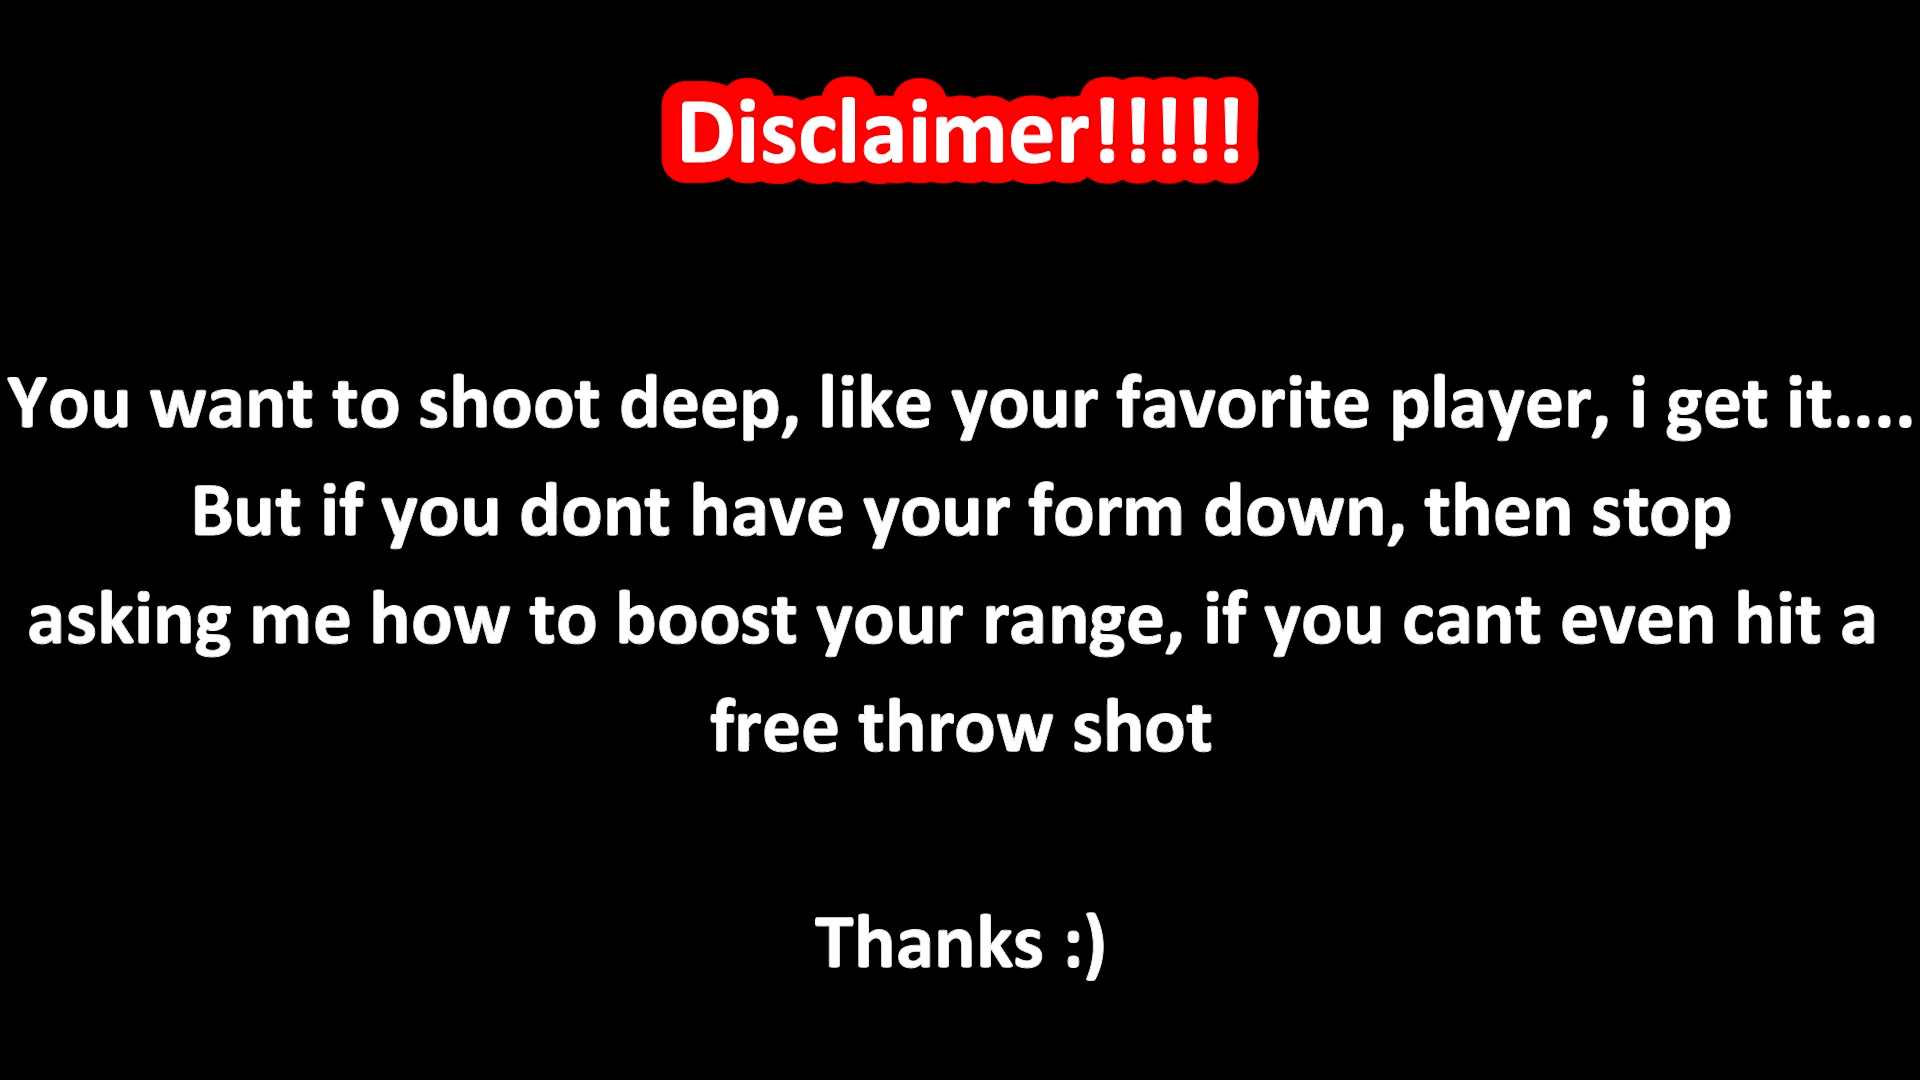 Disclaimer!!!!!
You want to shoot deep, like your favorite player, i get it....
But if you dont have your form down, then stop
asking me how to boost your range, if you cant even hit a
free throw shot
Thanks :)